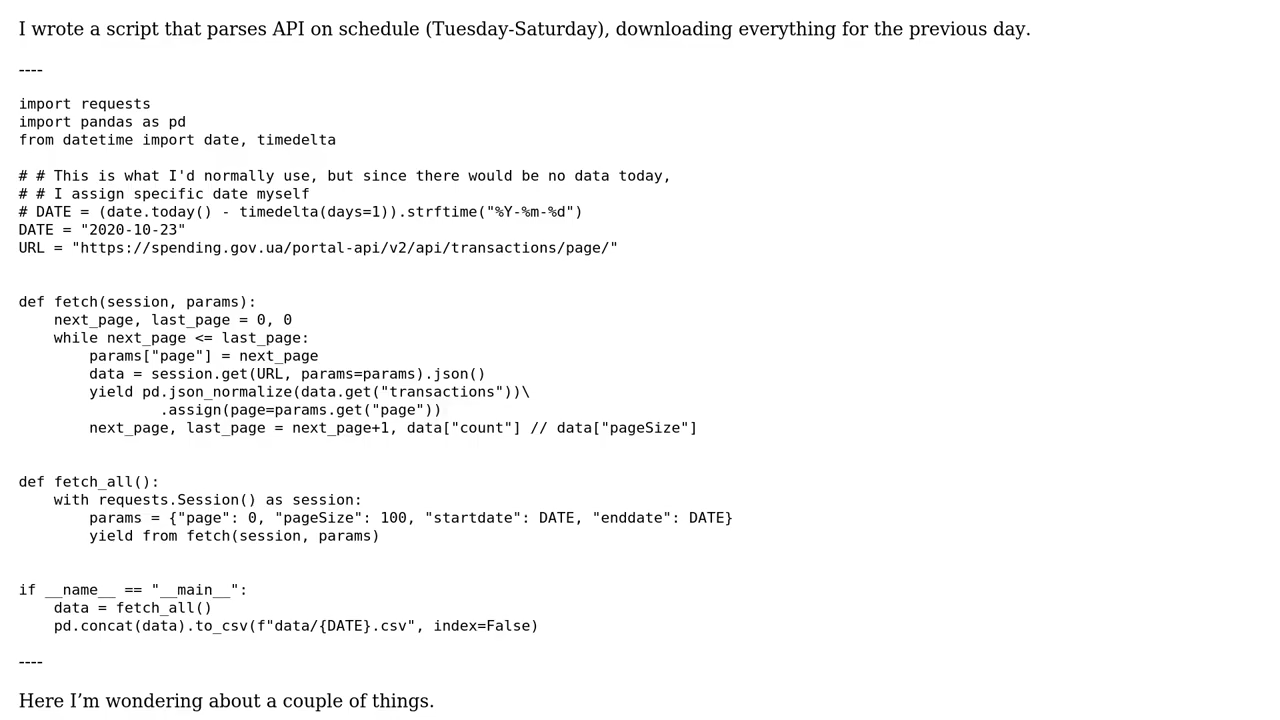 I wrote a script that parses API on schedule (Tuesday-Saturday), downloading everything for the previous day.
----
import requests
import pandas as pd
from datetime import date, timedelta
# # This is what I'd normally use, but since there would be no data today,
# # I assign specific date myself
# DATE = (date.today() - timedelta(days=1)).strftime("%Y-%m-%d")
DATE = "2020-10-23"
URL = "https://spending.gov.ua/portal-api/v2/api/transactions/page/"
def fetch(session, params):
    next_page, last_page = 0, 0
    while next_page <= last_page:
        params["page"] = next_page
        data = session.get(URL, params=params).json()
        yield pd.json_normalize(data.get("transactions"))\
                .assign(page=params.get("page"))
        next_page, last_page = next_page+1, data["count"] // data["pageSize"]
def fetch_all():
    with requests.Session() as session:
        params = {"page": 0, "pageSize": 100, "startdate": DATE, "enddate": DATE}
        yield from fetch(session, params)
if __name__ == "__main__":
    data = fetch_all()
    pd.concat(data).to_csv(f"data/{DATE}.csv", index=False)
----
Here I’m wondering about a couple of things.